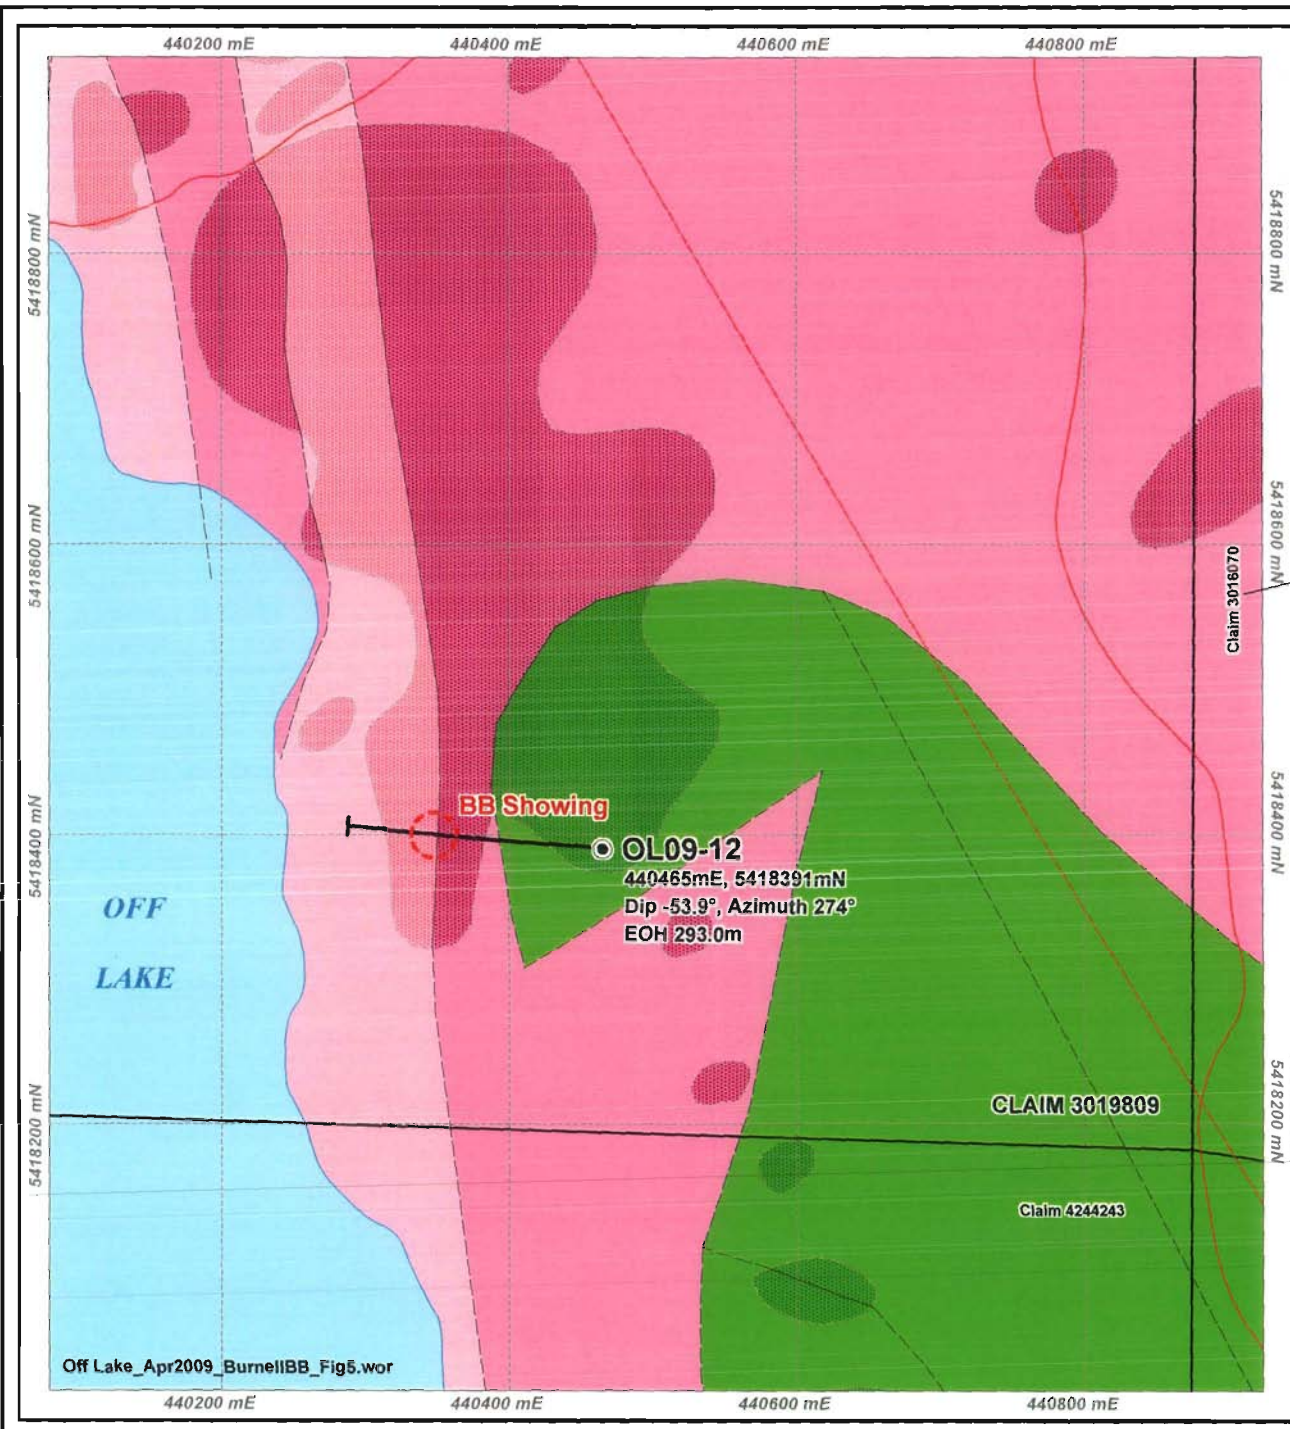 440200 mE
440400 mE
440600 mE
440800 mE
5418800 mN
5418800 mN
5418600 mN
5418600 mN
Claim 3016070
BB Showing
5418400 mN
5418400 mN
OL09-12
440465mE, 5418391mN
Dip -53.9°, Azimuth 274°
EOH 293.0m
OFF
LAKE
5418200 mN
5418200 mN
CLAIM 3019809
Claim 4244243
Off Lake_Apr2009_BurnellBB_Fig5.wor
440200 mE
440400 mE
440600 mE
440800 mE